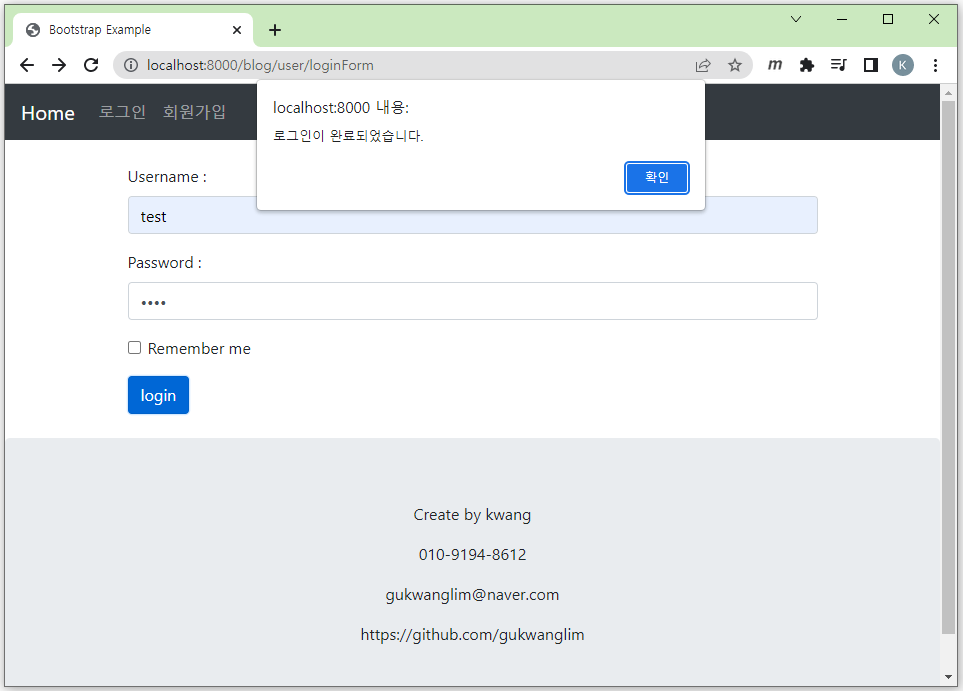 Bootstrap Example
localhost:8000/blog/user/loginForm
m
K
Home 로그인 회원가입
localhost:8000 내용:
로그인이 완료되었습니다.
확인
Username :
test
Password :
••••
Remember me
login
Create by kwang
010-9194-8612
gukwanglim@naver.com
https://github.com/gukwanglim